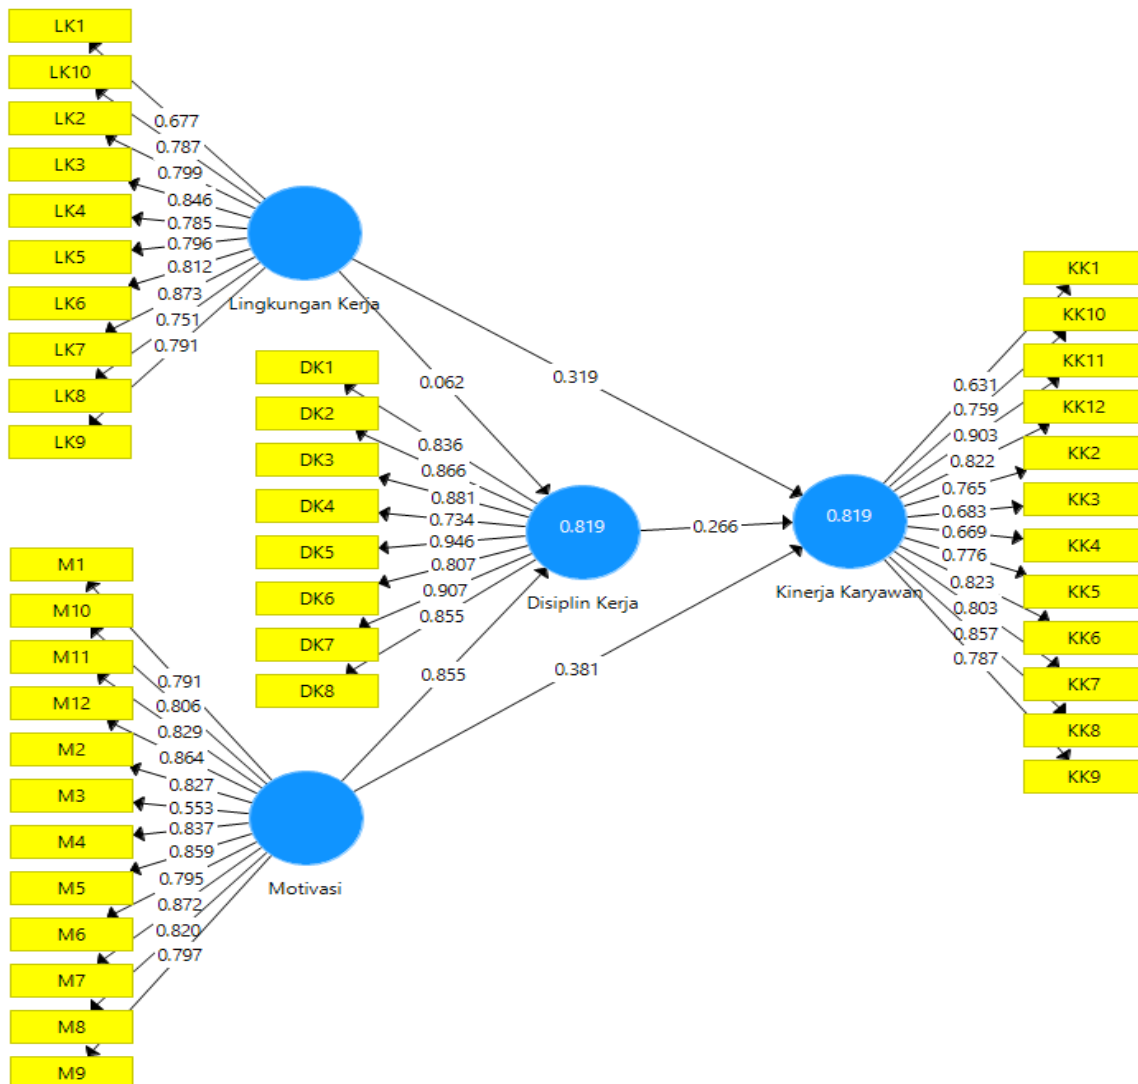 LK1
LK10
LK2
LK3
LK4
LK5
LK6
LK7
LK8
LK9
0.677
0.787
0.799
0.846
0.785
0.796
0.812
0.873
0.751
0.791
Lingkungan Kerja
0.062
0.319
DK1
DK2
DK3
DK4
DK5
DK6
DK7
DK8
0.836
0.866
0.881
0.734
0.946
0.807
0.907
0.855
0.819
Disiplin Kerja
0.266
0.855
0.381
M1
M10
M11
M12
M2
M3
M4
M5
M6
M7
M8
M9
0.791
0.806
0.829
0.864
0.827
0.553
0.837
0.859
0.795
0.872
0.820
0.797
Motivasi
0.819
Kinerja Karyawan
0.631
0.759
0.903
0.822
0.765
0.683
0.669
0.776
0.823
0.803
0.857
0.787
KK1
KK10
KK11
KK12
KK2
KK3
KK4
KK5
KK6
KK7
KK8
KK9